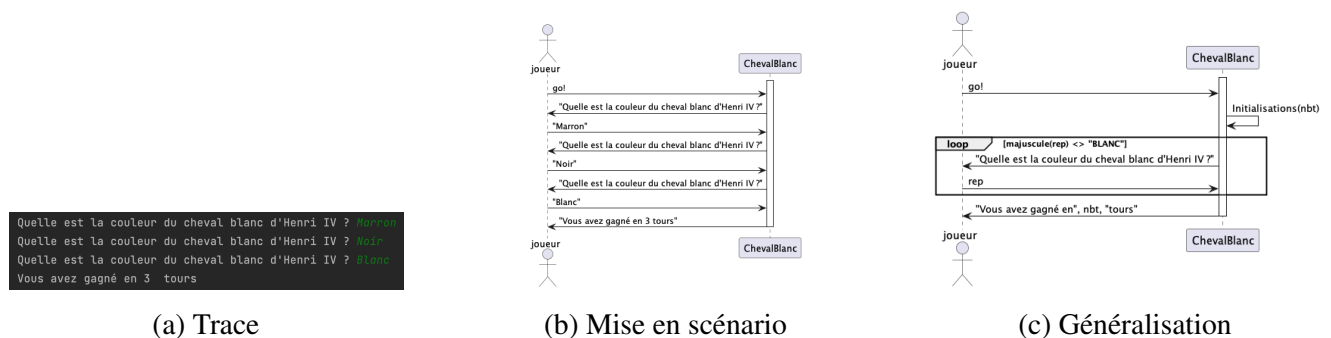 Quelle est la couleur du cheval blanc d'Henri IV ? Marron
Quelle est la couleur du cheval blanc d'Henri IV ? Noir
Quelle est la couleur du cheval blanc d'Henri IV ? Blanc
Vous avez gagné en 3  tours
(a) Trace
joueur
ChevalBlanc
go!
"Quelle est la couleur du cheval blanc d'Henri IV ?"
"Marron"
"Quelle est la couleur du cheval blanc d'Henri IV ?"
"Noir"
"Quelle est la couleur du cheval blanc d'Henri IV ?"
"Blanc"
"Vous avez gagné en 3 tours"
joueur
ChevalBlanc
(b) Mise en scénario
joueur
ChevalBlanc
go!
Initialisations(nbt)
loop [majuscule(rep) <> "BLANC"]
"Quelle est la couleur du cheval blanc d'Henri IV ?"
rep
"Vous avez gagné en", nbt, "tours"
joueur
ChevalBlanc
(c) Généralisation